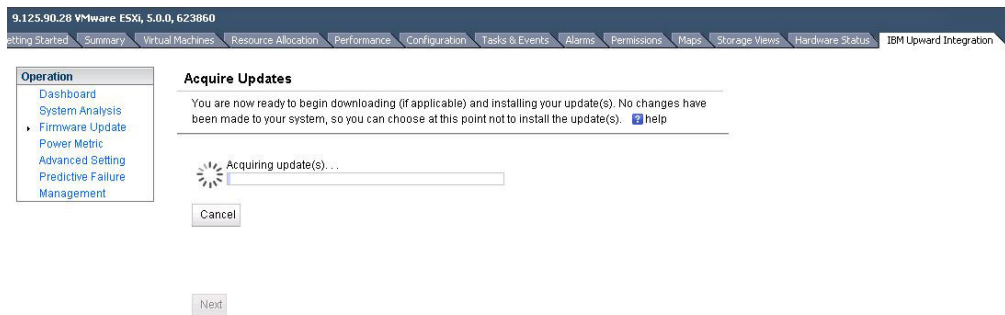 9.125.90.28 VMware ESXi, 5.0.0, 623860
etting Started Summary Virtual Machines Resource Allocation Performance Configuration Tasks & Events Alarms Permissions Maps Storage Views Hardware Status IBM Upward Integration
Operation
Dashboard
System Analysis
Firmware Update
Power Metric
Advanced Setting
Predictive Failure
Management
Acquire Updates
You are now ready to begin downloading (if applicable) and installing your update(s). No changes have
been made to your system, so you can choose at this point not to install the update(s). ? help
Acquiring update(s). . .
Cancel
Next